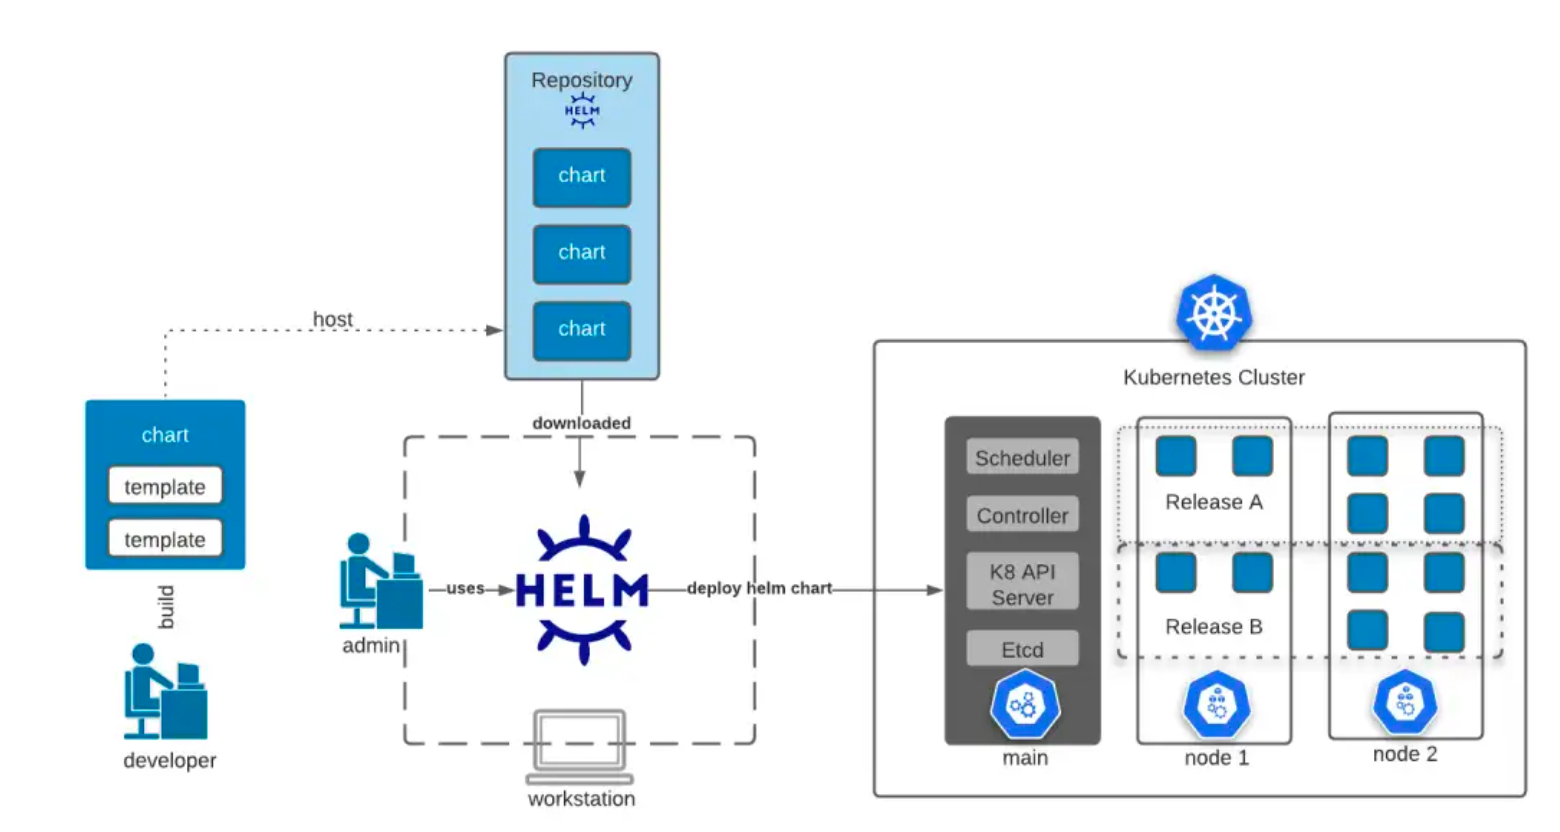 Repository
HELM
chart
chart
chart
host
chart
template
template
build
developer
downloaded
admin
uses
HELM
deploy helm chart
workstation
Kubernetes Cluster
Scheduler
Controller
K8 API
Server
Etcd
main
Release A
Release B
node 1
node 2